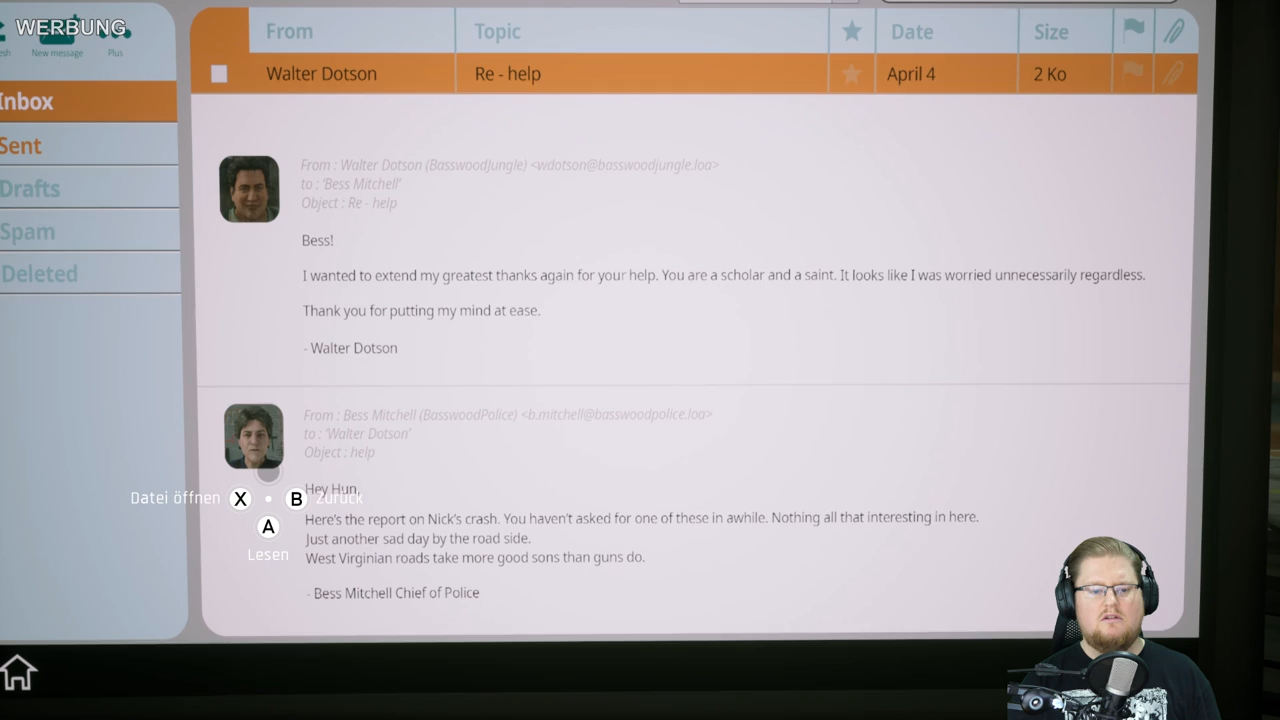 WERBUNG
New message
Plus
From
Topic
Date
Size
Walter Dotson
Re - help
April 4
2 Ko
Inbox
Sent
Drafts
Spam
Deleted
From : Walter Dotson (BasswoodJungle) <wdotson@basswoodjungle.loa>
to : 'Bess Mitchell'
Object : Re - help
Bess!
I wanted to extend my greatest thanks again for your help. You are a scholar and a saint. It looks like I was worried unnecessarily regardless.
Thank you for putting my mind at ease.
- Walter Dotson
From : Bess Mitchell (BasswoodPolice) <b.mitchell@basswoodpolice.loa>
to : 'Walter Dotson'
Object : help
Hey Hun,
Datei öffnen X B Zurück
Here's the report on Nick's crash. You haven't asked for one of these in awhile. Nothing all that interesting in here.
A
Just another sad day by the road side.
Lesen
West Virginian roads take more good sons than guns do.
- Bess Mitchell Chief of Police